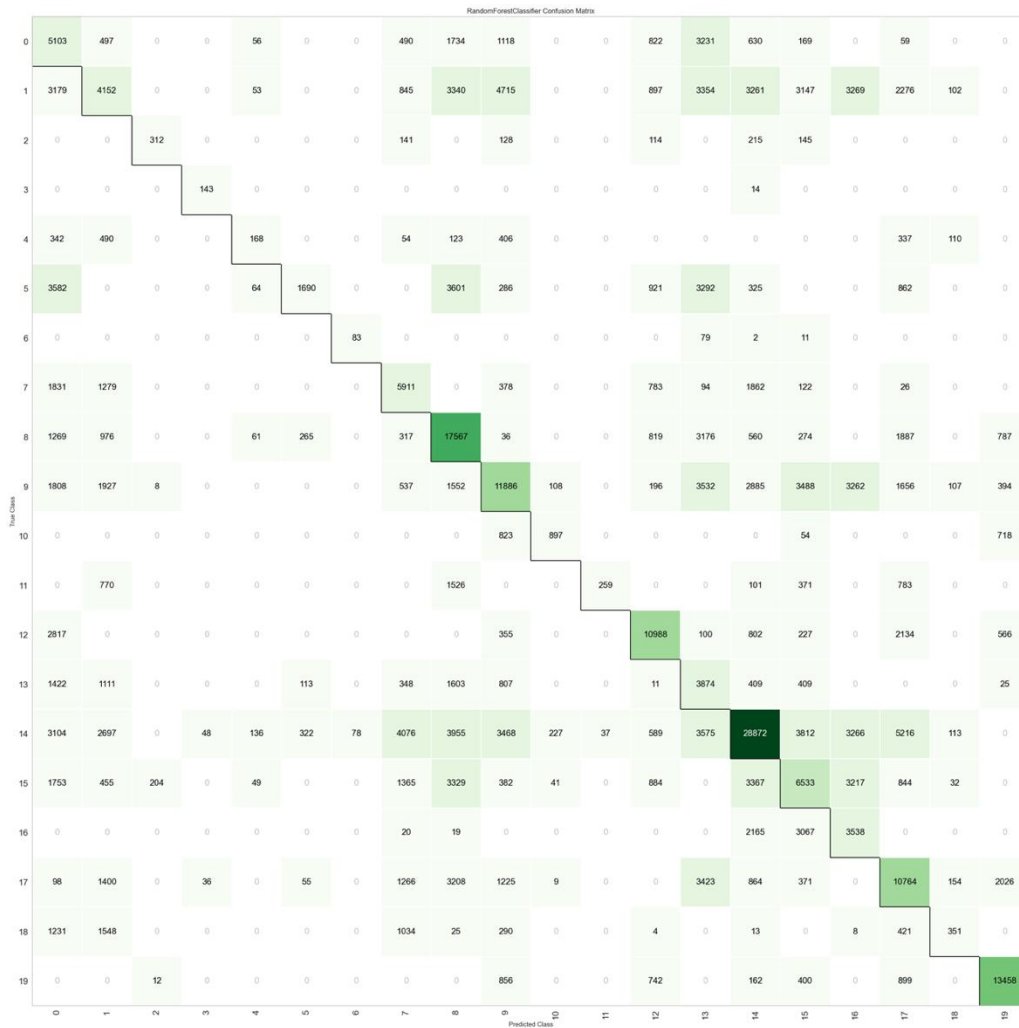 RandomForestClassifier Confusion Matrix
0 5103 497 0 0 56 0 0 490 1734 1118 0 0 822 3231 630 169 0 59 0 0
1 3179 4152 0 0 53 0 0 845 3340 4715 0 0 897 3354 3261 3147 3269 2276 102 0
2 0 0 312 0 0 0 0 141 0 128 0 0 114 0 215 145 0 0 0 0
3 0 0 0 143 0 0 0 0 0 0 0 0 0 0 14 0 0 0 0 0
4 342 490 0 0 168 0 0 54 123 406 0 0 0 0 0 0 0 337 110 0
5 3582 0 0 0 64 1690 0 0 3601 286 0 0 921 3292 325 0 0 862 0 0
6 0 0 0 0 0 0 83 0 0 0 0 0 0 79 2 11 0 0 0 0
7 1831 1279 0 0 0 0 0 5911 0 378 0 0 783 94 1862 122 0 26 0 0
8 1269 976 0 0 61 265 0 317 17567 36 0 0 819 3176 560 274 0 1887 0 787
9 1808 1927 8 0 0 0 0 537 1552 11886 108 0 196 3532 2885 3488 3262 1656 107 394
10 0 0 0 0 0 0 0 0 0 823 897 0 0 0 0 54 0 0 0 718
11 0 770 0 0 0 0 0 0 1526 0 0 259 0 0 101 371 0 783 0 0
12 2817 0 0 0 0 0 0 0 0 355 0 0 10988 100 802 227 0 2134 0 566
13 1422 1111 0 0 0 113 0 348 1603 807 0 0 11 3874 409 409 0 0 0 25
14 3104 2697 0 48 136 322 78 4076 3955 3468 227 37 589 3575 28872 3812 3266 5216 113 0
15 1753 455 204 0 49 0 0 1365 3329 382 41 0 884 0 3367 6533 3217 844 32 0
16 0 0 0 0 0 0 0 20 19 0 0 0 0 0 2165 3067 3538 0 0 0
17 98 1400 0 36 0 55 0 1266 3208 1225 9 0 0 3423 864 371 0 10764 154 2026
18 1231 1548 0 0 0 0 0 1034 25 290 0 0 4 0 13 0 8 421 351 0
19 0 0 12 0 0 0 0 0 0 856 0 0 742 0 162 400 0 899 0 13458
0 1 2 3 4 5 6 7 8 9 10 11 12 13 14 15 16 17 18 19
Predicted Class
True Class